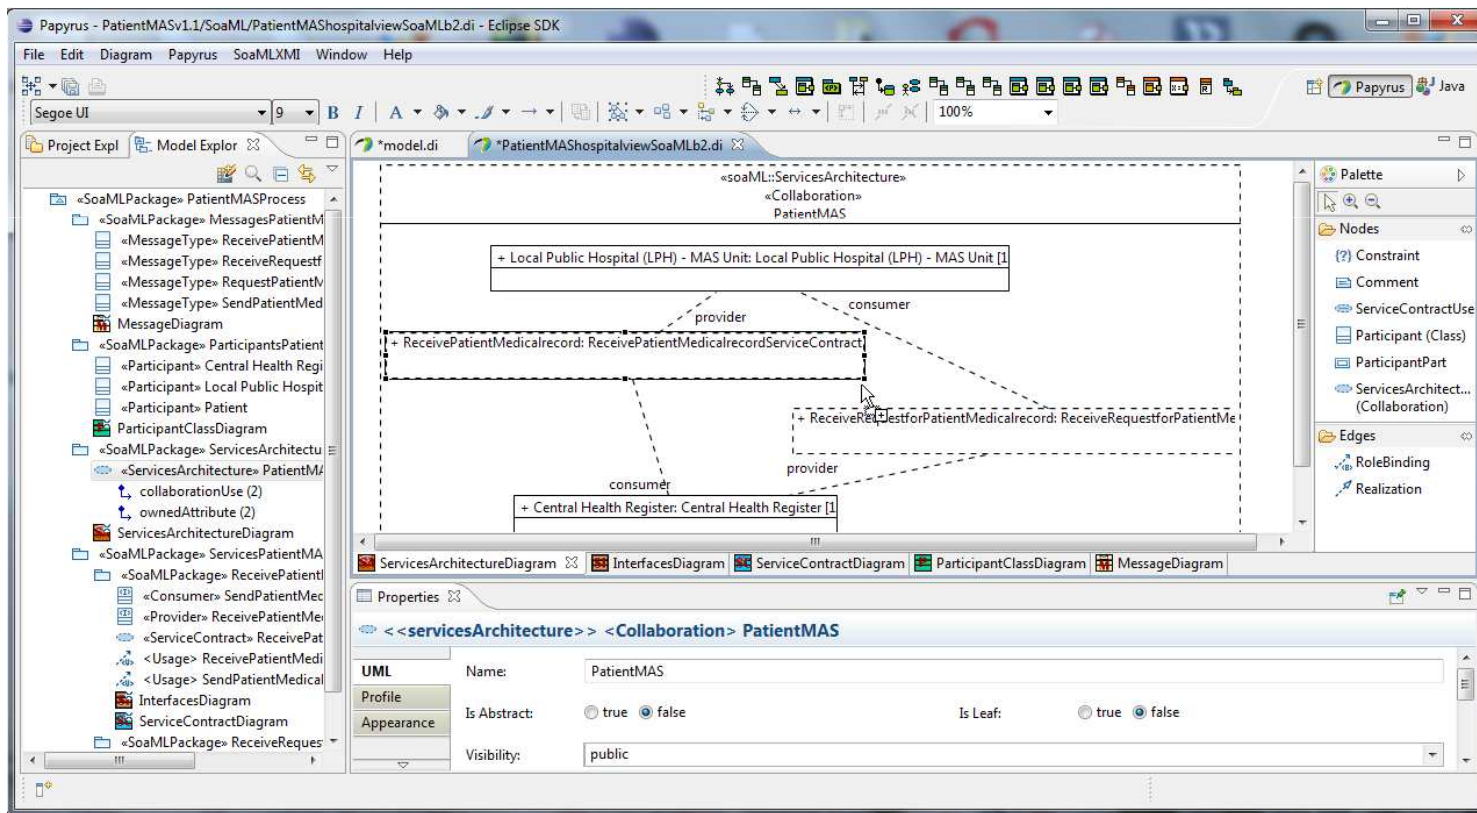 Papyrus - PatientMASv1.1/SoaML/PatientMAShospitalviewSoaMLb2.di - Eclipse SDK
File Edit Diagram Papyrus SoaMLXMI Window Help
Papyrus Java
Segoe UI 9 B I A 100%
Project Expl Model Explor *model.di *PatientMAShospitalviewSoaMLb2.di
«SoaMLPackage» PatientMASProcess
«SoaMLPackage» MessagesPatientM
«MessageType» ReceivePatientM
«MessageType» ReceiveRequestf
«MessageType» RequestPatientM
«MessageType» SendPatientMed
MessageDiagram
«SoaMLPackage» ParticipantsPatient
«Participant» Central Health Regi
«Participant» Local Public Hospit
«Participant» Patient
ParticipantClassDiagram
«SoaMLPackage» ServicesArchitectu
«ServicesArchitecture» PatientMA
collaborationUse (2)
ownedAttribute (2)
ServicesArchitectureDiagram
«SoaMLPackage» ServicesPatientMA
«SoaMLPackage» ReceivePatientI
«Consumer» SendPatientMec
«Provider» ReceivePatientMe
«ServiceContract» ReceivePat
<Usage> ReceivePatientMedi
<Usage> SendPatientMedical
InterfacesDiagram
ServiceContractDiagram
«SoaMLPackage» ReceiveReques
«soaML::ServicesArchitecture»
«Collaboration»
PatientMAS
+ Local Public Hospital (LPH) - MAS Unit: Local Public Hospital (LPH) - MAS Unit [1
consumer
provider
+ ReceivePatientMedicalrecord: ReceivePatientMedicalrecordServiceContract
+ ReceiveRequestforPatientMedicalrecord: ReceiveRequestforPatientMe
provider
consumer
+ Central Health Register: Central Health Register [1
Palette
Nodes
{?} Constraint
Comment
ServiceContractUse
Participant (Class)
ParticipantPart
ServicesArchitect...
(Collaboration)
Edges
RoleBinding
Realization
ServicesArchitectureDiagram InterfacesDiagram ServiceContractDiagram ParticipantClassDiagram MessageDiagram
Properties
<<servicesArchitecture>> <Collaboration> PatientMAS
UML
Profile
Appearance
Name: PatientMAS
Is Abstract: true false Is Leaf: true false
Visibility: public